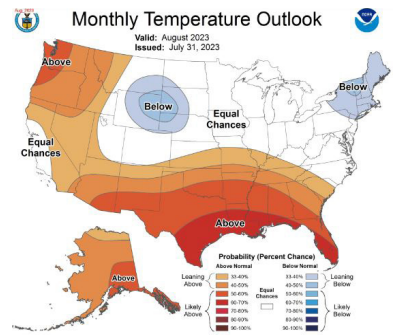 Aug. 2023
Monthly Temperature Outlook
Valid: August 2023
Issued: July 31, 2023
Above
Below
Below
Equal
Chances
Equal
Chances
Above
Above
Probability (Percent Chance)
Above Normal
Below Normal
Leaning
Above
33-40%
40-50%
50-60%
60-70%
70-80%
80-90%
90-100%
Likely
Above
Equal
Chances
33-40%
40-50%
50-60%
60-70%
70-80%
80-90%
90-100%
Leaning
Below
Likely
Below